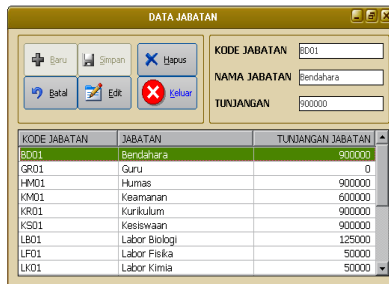 DATA JABATAN
Baru Simpan Hapus
Batal Edit Keluar
KODE JABATAN BD01
NAMA JABATAN Bendahara
TUNJANGAN 900000
KODE JABATAN JABATAN TUNJANGAN JABATAN
BD01 Bendahara 900000
GR01 Guru 0
HM01 Humas 900000
KM01 Keamanan 600000
KR01 Kurikulum 900000
KS01 Kesiswaan 900000
LB01 Labor Biologi 125000
LF01 Labor Fisika 50000
LK01 Labor Kimia 50000